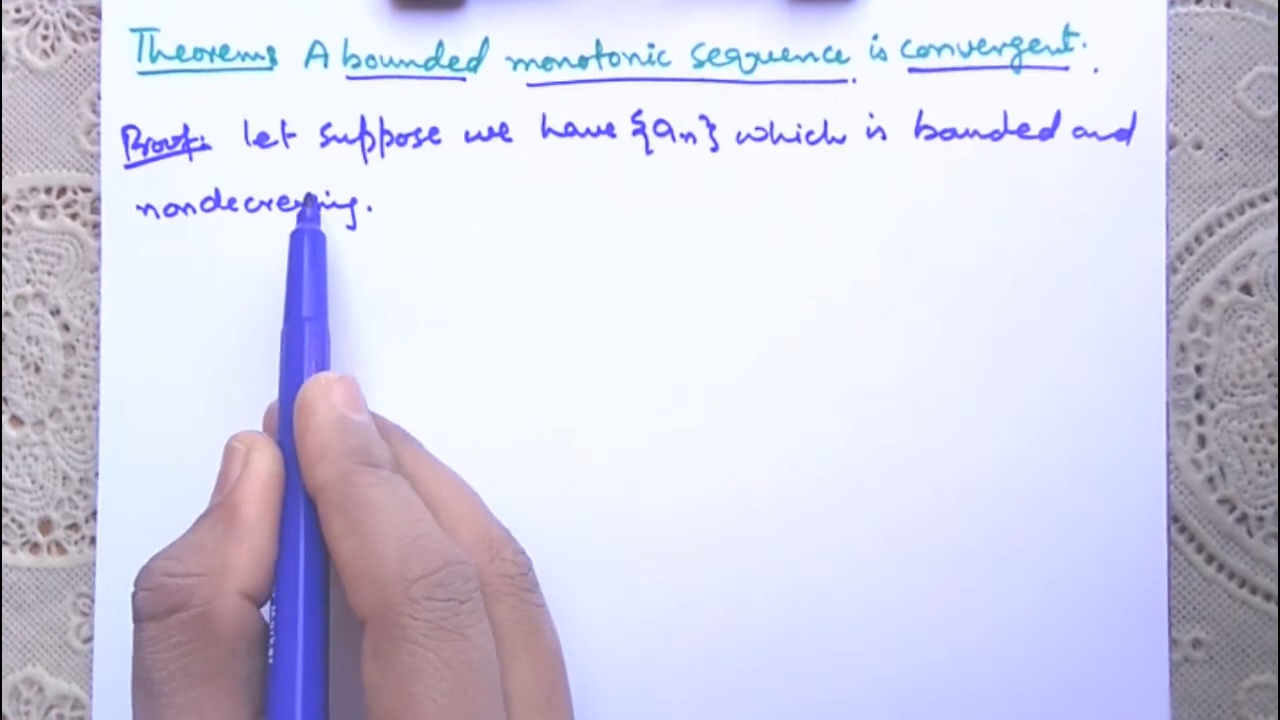 Theorem: A bounded monotonic sequence is convergent.
Proof: let suppose we have {aₙ} which is bounded and
nondecreasing.